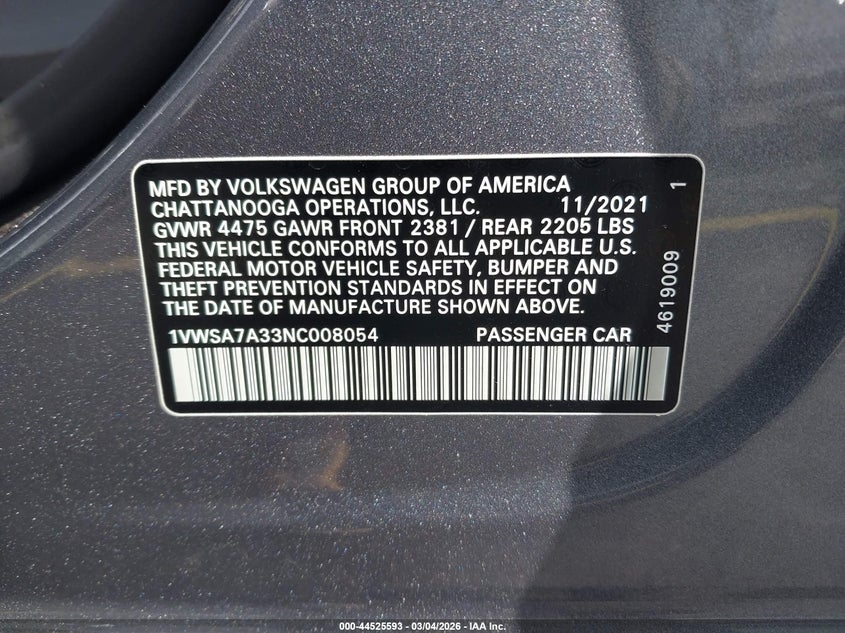 MFD BY VOLKSWAGEN GROUP OF AMERICA
CHATTANOOGA OPERATIONS, LLC. 11/2021
GVWR 4475 GAWR FRONT 2381 / REAR 2205 LBS
THIS VEHICLE CONFORMS TO ALL APPLICABLE U.S.
FEDERAL MOTOR VEHICLE SAFETY, BUMPER AND
THEFT PREVENTION STANDARDS IN EFFECT ON
THE DATE OF MANUFACTURE SHOWN ABOVE.
1VWSA7A33NC008054 PASSENGER CAR
4619009 1
000-44525593 - 03/04/2026 - IAA Inc.